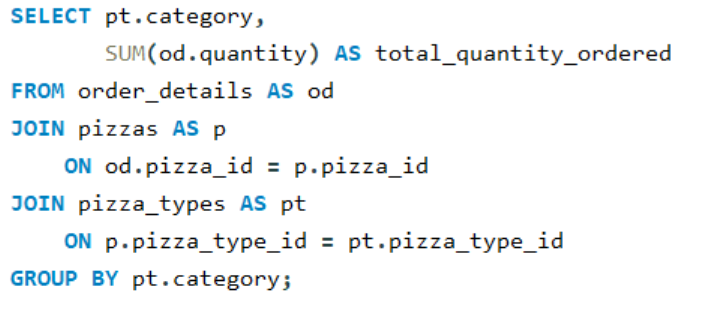 SELECT pt.category,
SUM(od.quantity) AS total_quantity_ordered
FROM order_details AS od
JOIN pizzas AS p
ON od.pizza_id = p.pizza_id
JOIN pizza_types AS pt
ON p.pizza_type_id = pt.pizza_type_id
GROUP BY pt.category;